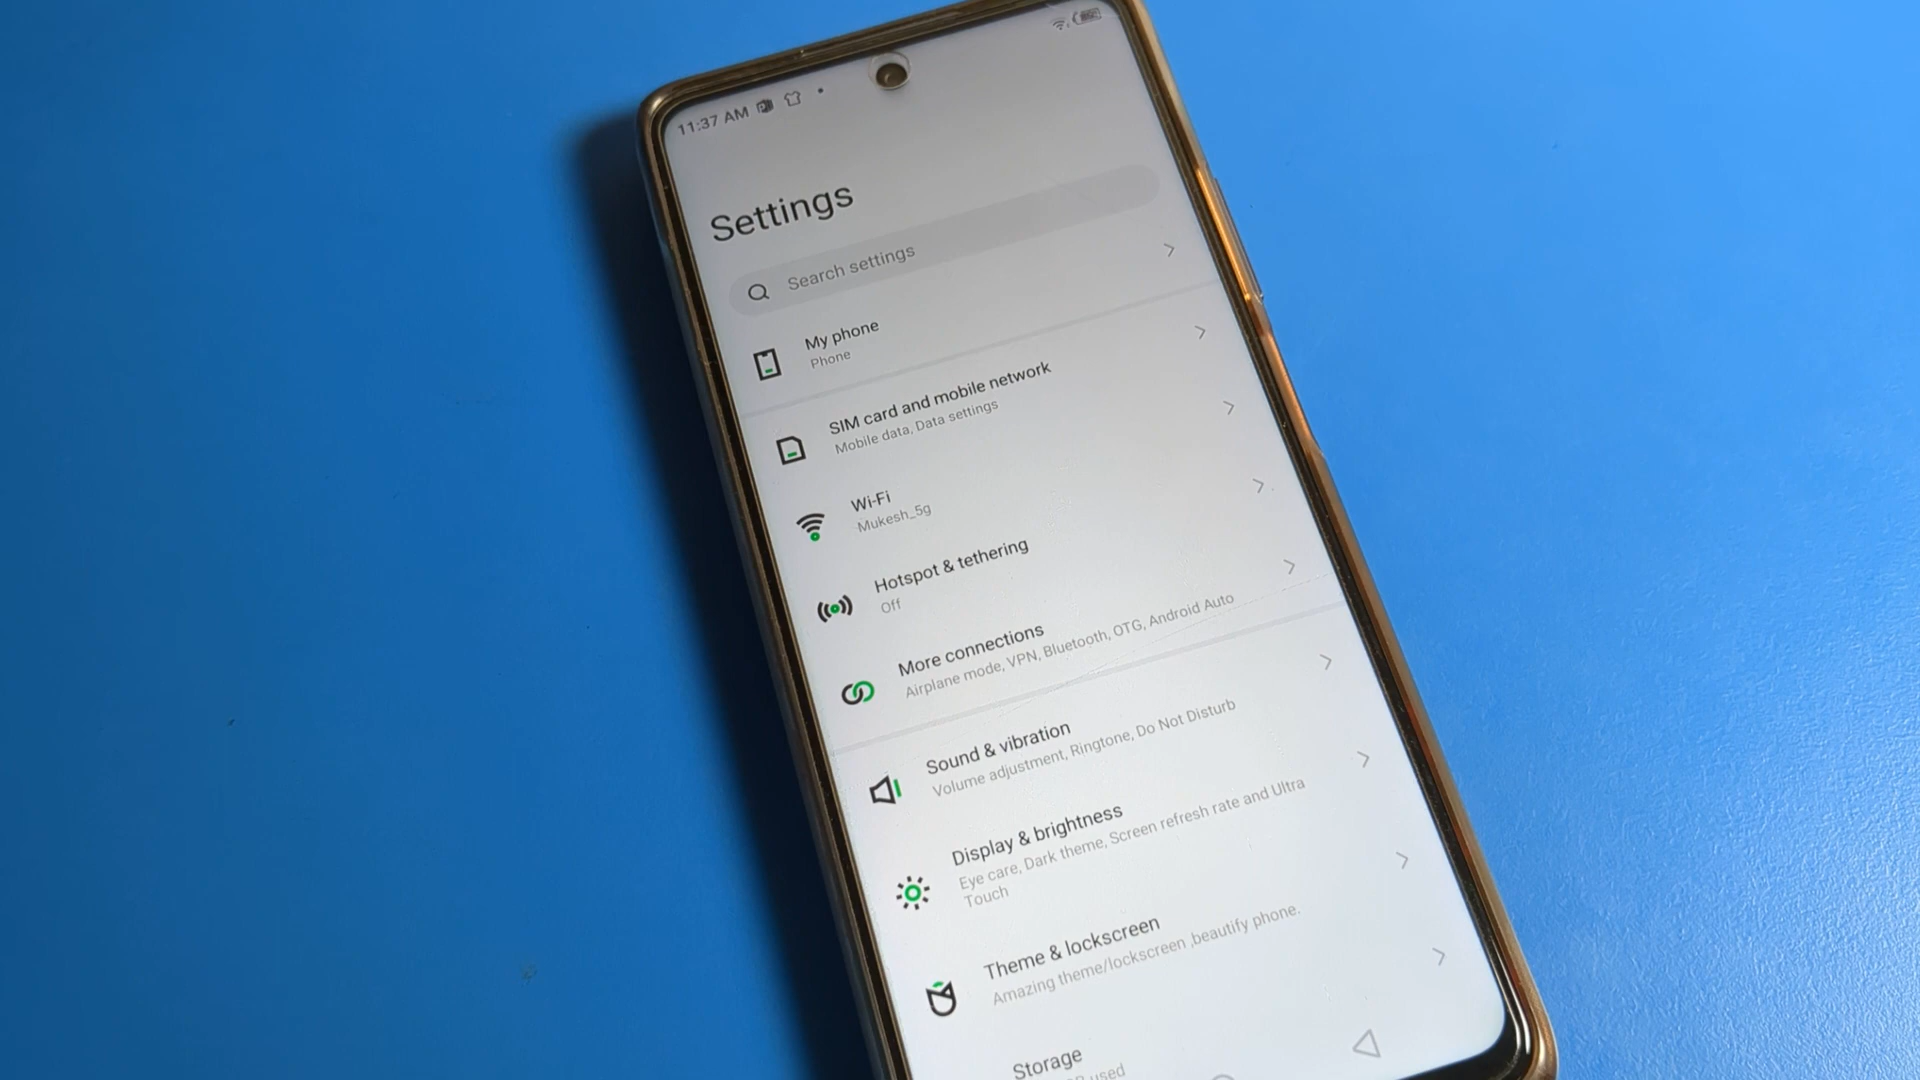 11:37 AM
Settings
Search settings
My phone
Phone
SIM card and mobile network
Mobile data, Data settings
Wi-Fi
Mukesh_5g
Hotspot & tethering
Off
More connections
Airplane mode, VPN, Bluetooth, OTG, Android Auto
Sound & vibration
Volume adjustment, Ringtone, Do Not Disturb
Display & brightness
Eye care, Dark theme, Screen refresh rate and Ultra
Touch
Theme & lockscreen
Amazing theme/lockscreen ,beautify phone.
Storage
used